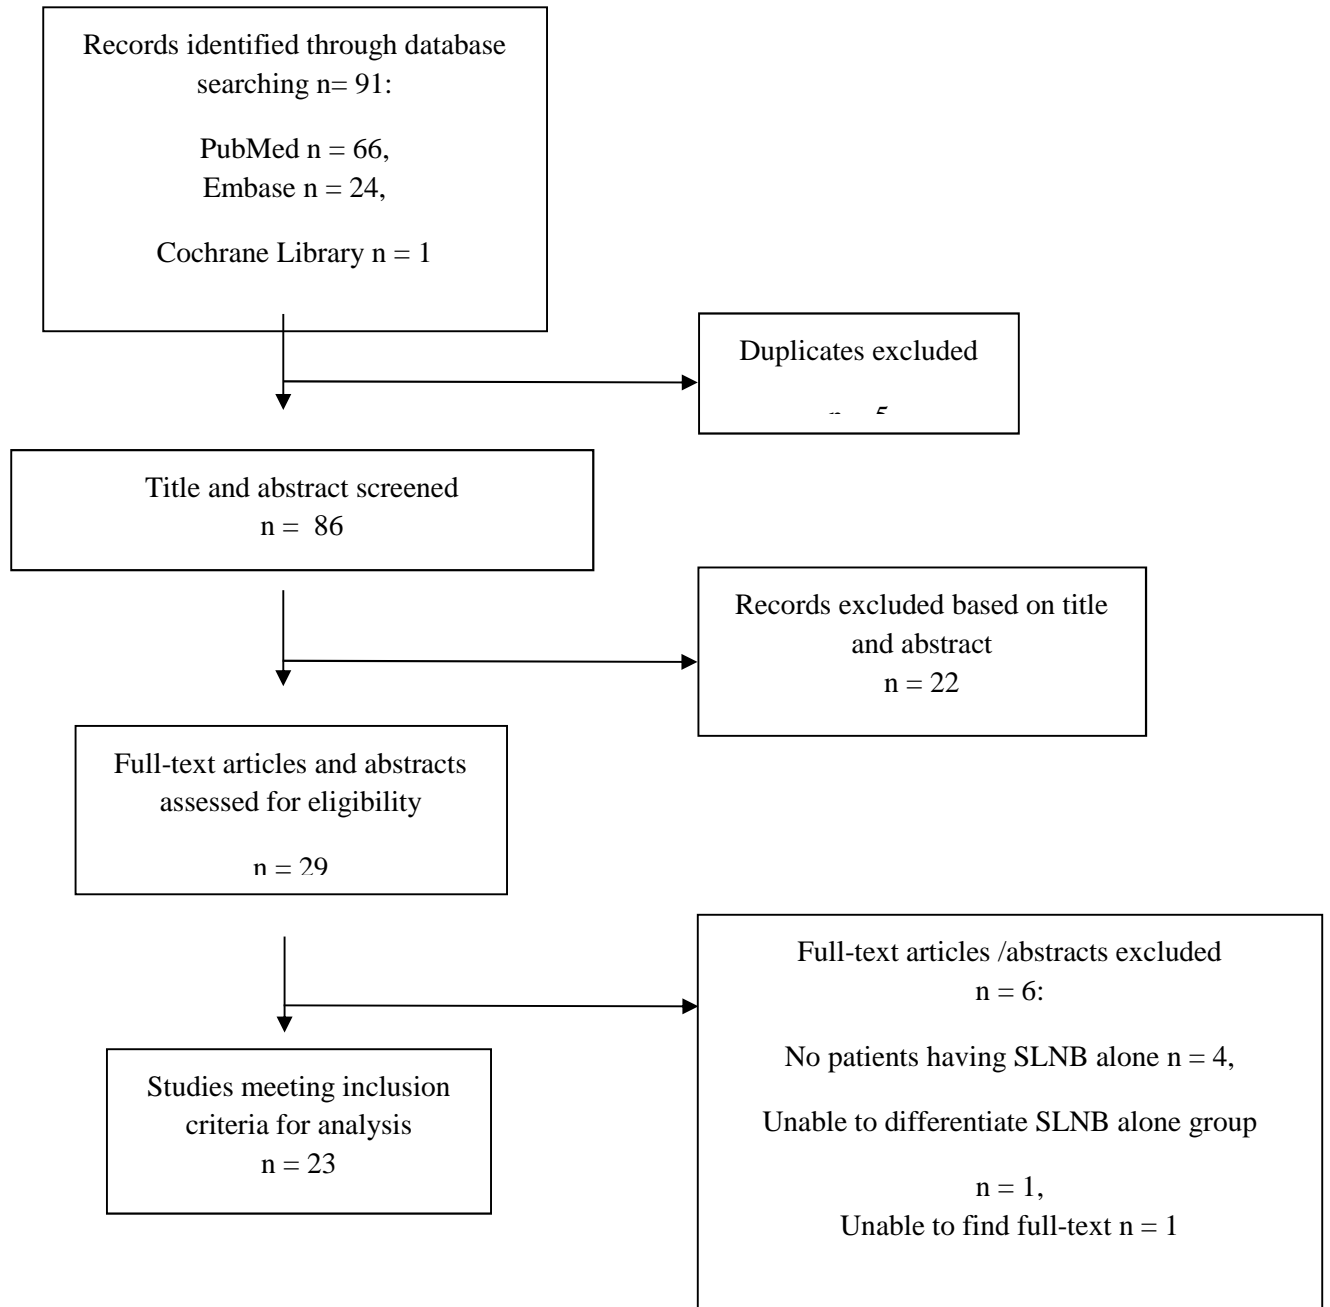 Records identified through database
searching n= 91:
PubMed n = 66,
Embase n = 24,
Cochrane Library n = 1
Duplicates excluded
n = 5
Title and abstract screened
n = 86
Records excluded based on title
and abstract
n = 22
Full-text articles and abstracts
assessed for eligibility
n = 29
Full-text articles /abstracts excluded
n = 6:
No patients having SLNB alone n = 4,
Unable to differentiate SLNB alone group
n = 1,
Unable to find full-text n = 1
Studies meeting inclusion
criteria for analysis
n = 23